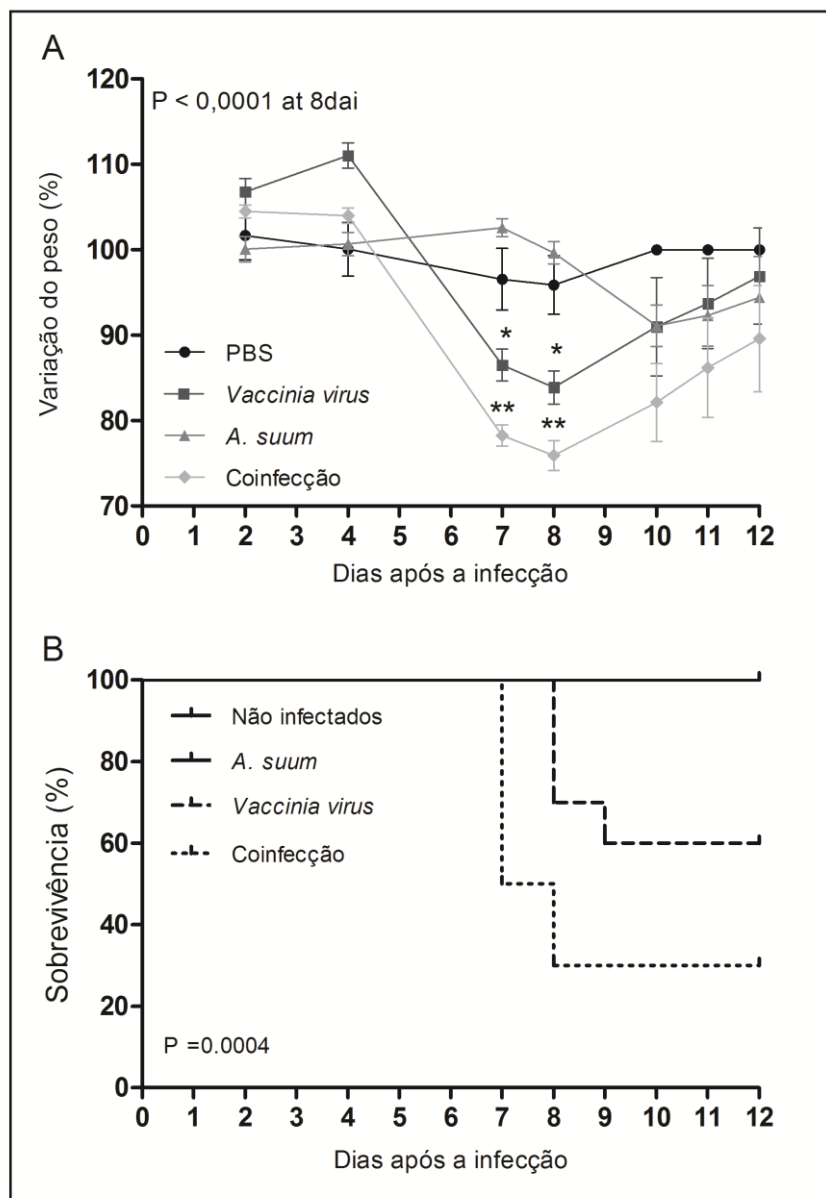 A
120
110
100
90
80
70
Variação do peso (%)
P < 0,0001 at 8dai
*
*
**
**
PBS
Vaccinia virus
A. suum
Coinfecção
0 1 2 3 4 5 6 7 8 9 10 11 12
Dias após a infecção
B
100
80
60
40
20
0
Sobrevivência (%)
Não infectados
A. suum
Vaccinia virus
Coinfecção
P =0.0004
0 1 2 3 4 5 6 7 8 9 10 11 12
Dias após a infecção